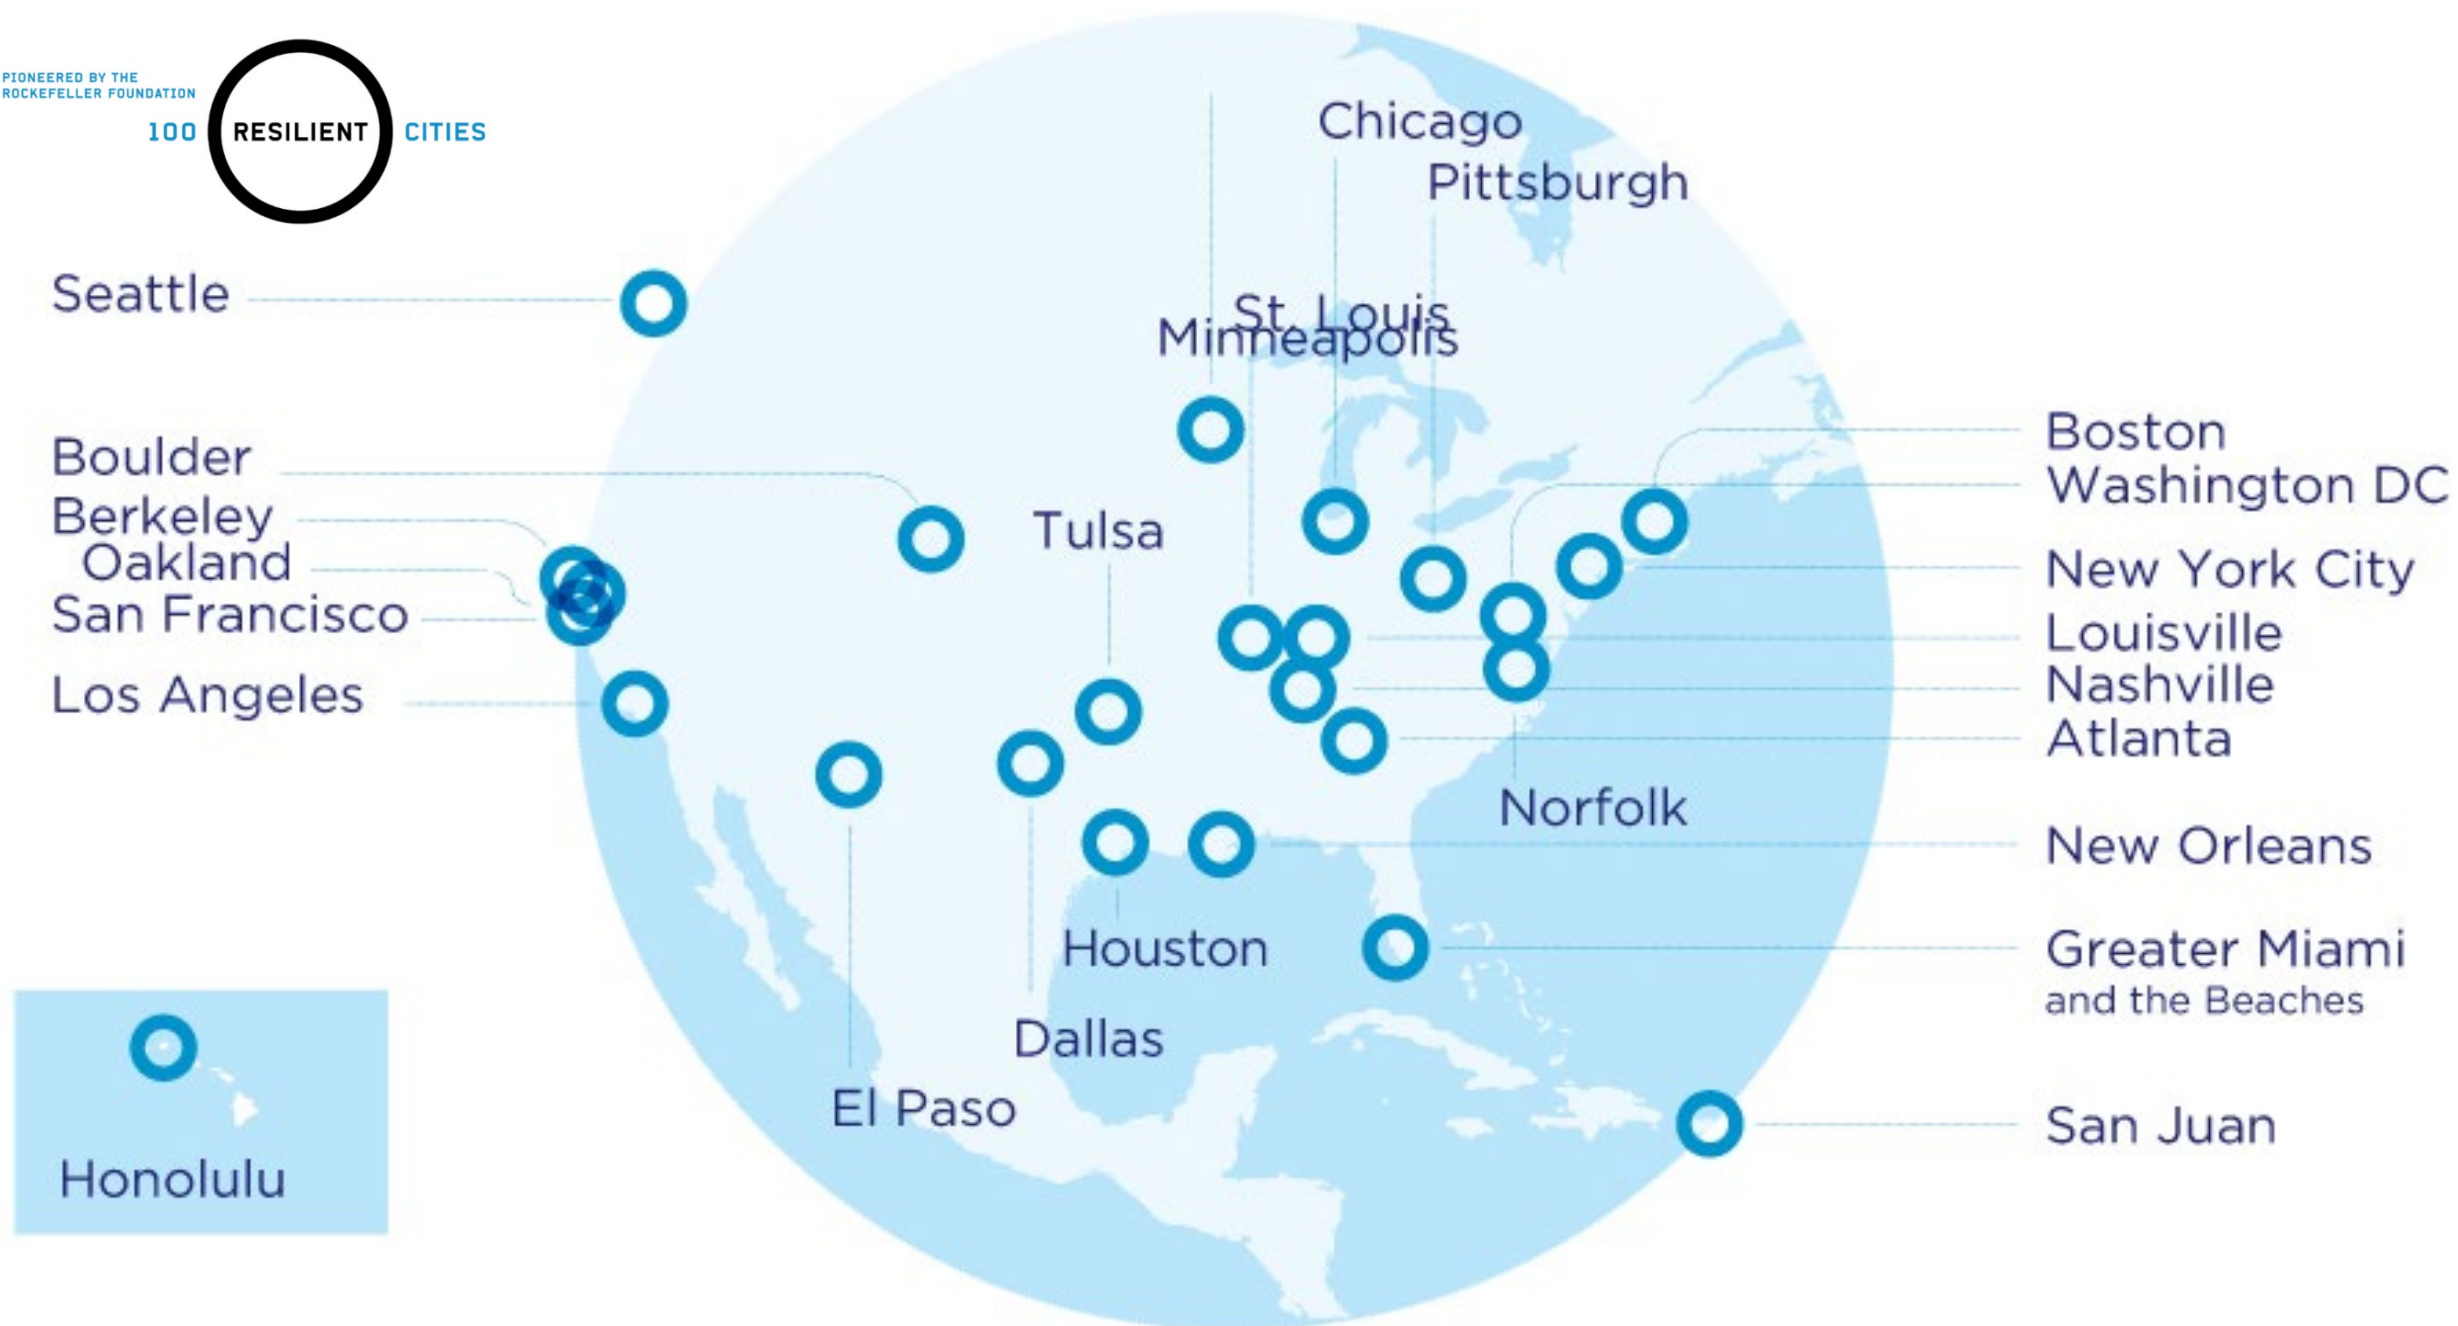 PIONEERED BY THE
ROCKEFELLER FOUNDATION
100 RESILIENT CITIES
Chicago
Pittsburgh
Seattle
St. Louis
Minneapolis
Boulder
Berkeley
Oakland
San Francisco
Los Angeles
Tulsa
Boston
Washington DC
New York City
Louisville
Nashville
Atlanta
Norfolk
New Orleans
Houston
Greater Miami
and the Beaches
Dallas
El Paso
San Juan
Honolulu